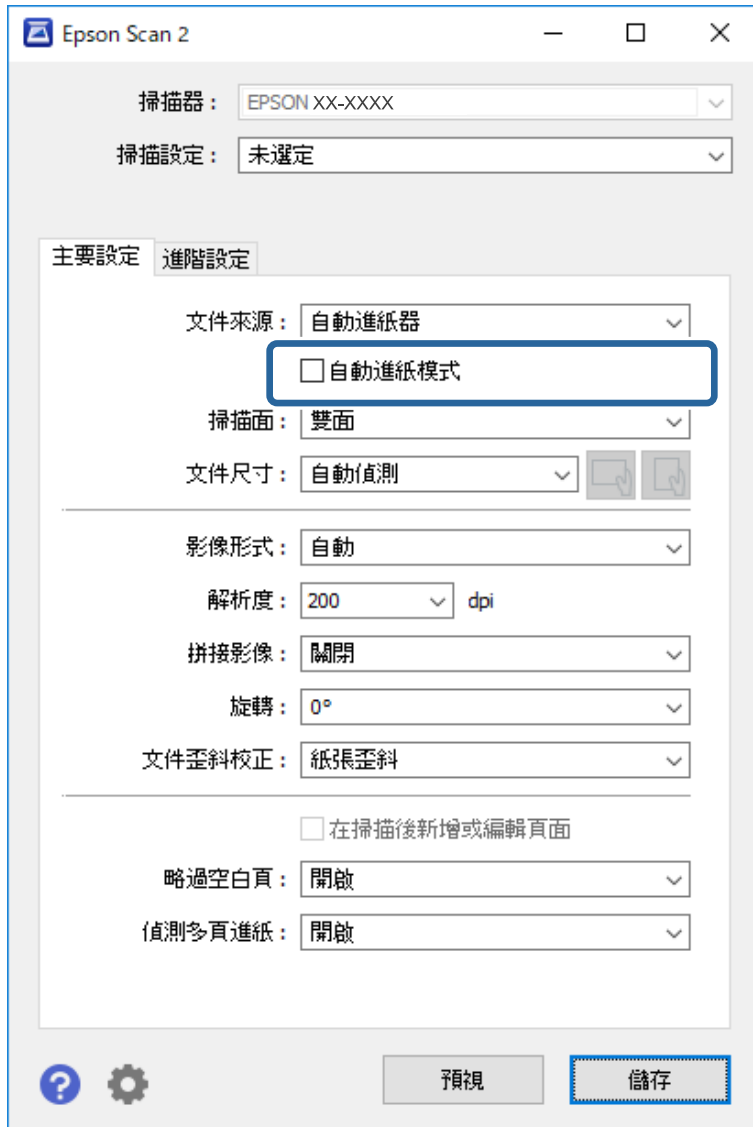 Epson Scan 2
掃描器： EPSON XX-XXXX
掃描設定： 未選定
主要設定 進階設定
文件來源： 自動進紙器
自動進紙模式
掃描面： 雙面
文件尺寸： 自動偵測
影像形式： 自動
解析度： 200 dpi
拼接影像： 關閉
旋轉： 0°
文件歪斜校正： 紙張歪斜
在掃描後新增或編輯頁面
略過空白頁： 開啟
偵測多頁進紙： 開啟
? 預視 儲存